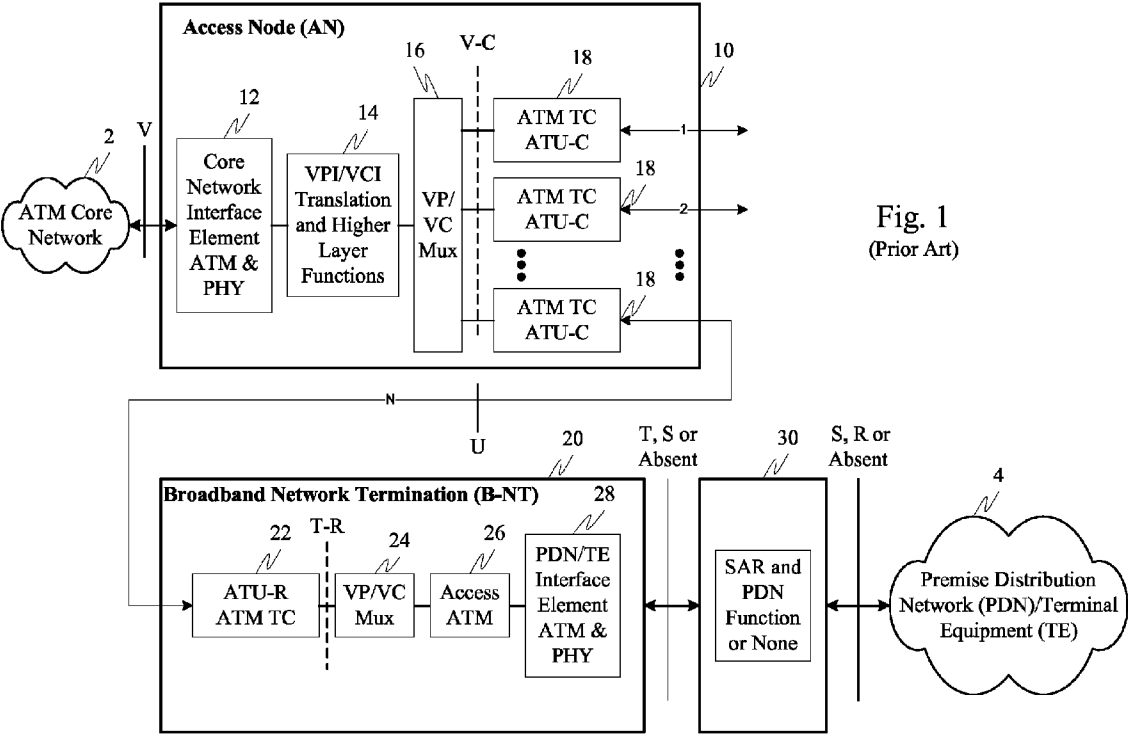 Access Node (AN)
V-C
16
18
10
12
14
2
V
ATM Core
Network
Core
Network
Interface
Element
ATM &
PHY
VPI/VCI
Translation
and Higher
Layer
Functions
VP/
VC
Mux
ATM TC
ATU-C
1
18
ATM TC
ATU-C
2
18
ATM TC
ATU-C
Fig. 1
(Prior Art)
N
U
20
T, S or
Absent
30
S, R or
Absent
4
Broadband Network Termination (B-NT)
22
T-R
24
26
28
ATU-R
ATM TC
VP/VC
Mux
Access
ATM
PDN/TE
Interface
Element
ATM &
PHY
SAR and
PDN
Function
or None
Premise Distribution
Network (PDN)/Terminal
Equipment (TE)